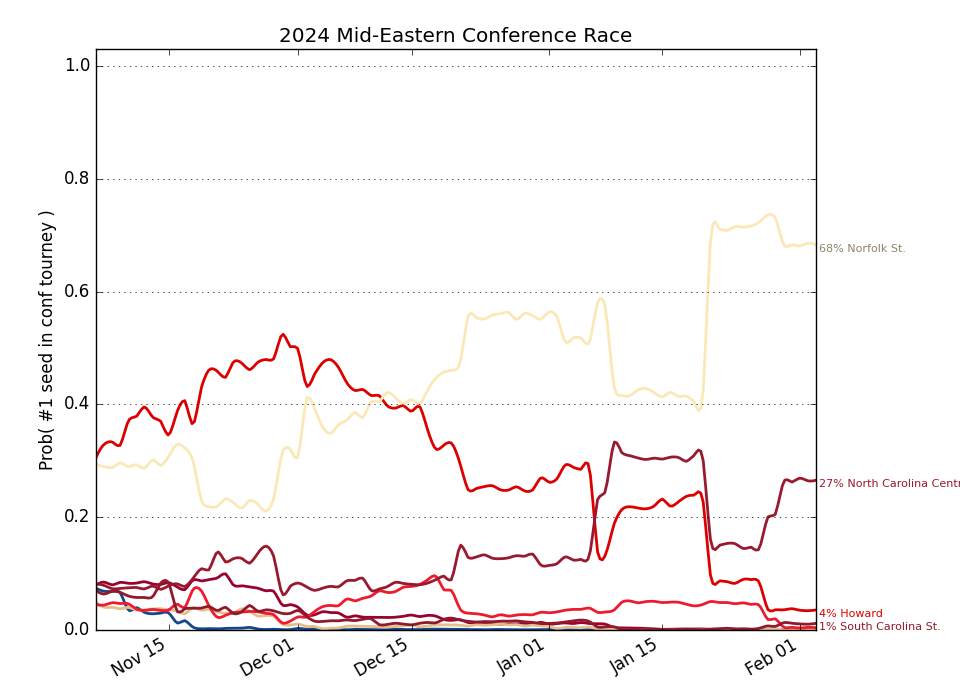 2024 Mid-Eastern Conference Race
Prob( #1 seed in conf tourney )
1.0
0.8
0.6
0.4
0.2
0.0
68% Norfolk St.
27% North Carolina Centr
4% Howard
1% South Carolina St.
Nov 15
Dec 01
Dec 15
Jan 01
Jan 15
Feb 01